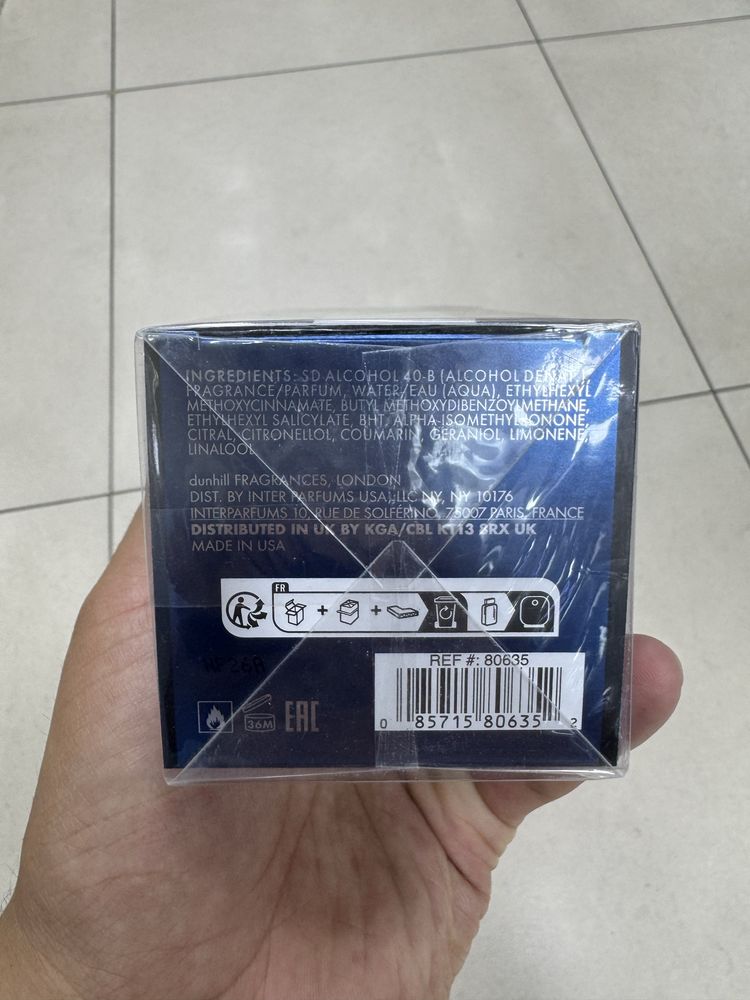 INGREDIENTS: SD ALCOHOL 40-B (ALCOHOL DENAT.)
FRAGRANCE/PARFUM, WATER/EAU (AQUA), ETHYLHEXYL
METHOXYCINNAMATE, BUTYL METHOXYDIBENZOYLMETHANE,
ETHYLHEXYL SALICYLATE, BHT, ALPHA-ISOMETHYL IONONE,
CITRAL, CITRONELLOL, COUMARIN, GERANIOL, LIMONENE,
LINALOOL
dunhill FRAGRANCES, LONDON
DIST. BY INTER PARFUMS USA, LLC NY, NY 10176
INTERPARFUMS 10, RUE DE SOLFÉRINO, 75007 PARIS, FRANCE
DISTRIBUTED IN UK BY KGA/CBL KT13 8RX UK
MADE IN USA
FR
+ +
REF #: 80635
36M EAC
0 85715 80635 2